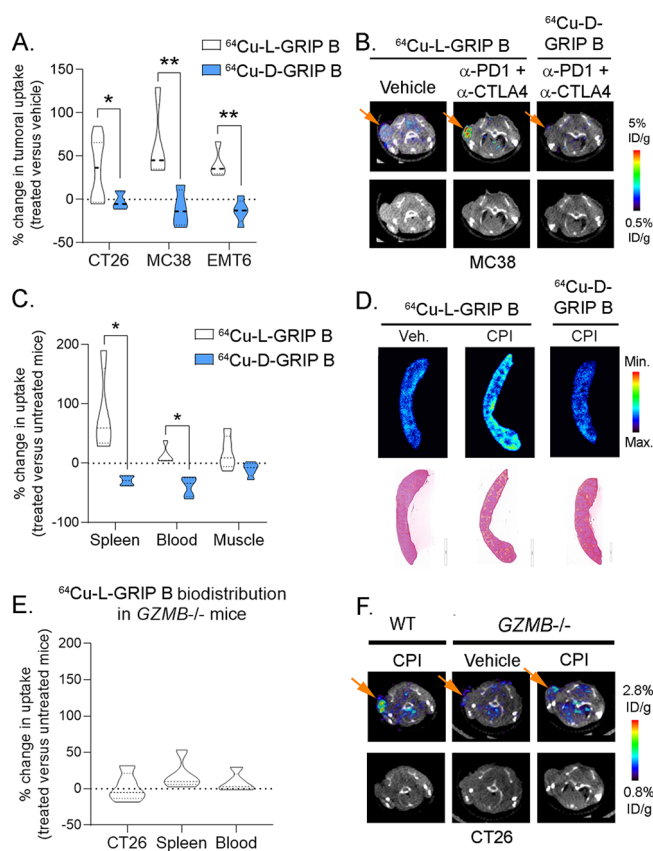 A.
⁶⁴Cu-L-GRIP B
⁶⁴Cu-D-GRIP B
% change in tumoral uptake
(treated versus vehicle)
150
100
50
0
-50
*
**
**
CT26 MC38 EMT6
B.
⁶⁴Cu-L-GRIP B
⁶⁴Cu-D-
GRIP B
Vehicle
α-PD1 +
α-CTLA4
α-PD1 +
α-CTLA4
5%
ID/g
0.5%
ID/g
MC38
C.
⁶⁴Cu-L-GRIP B
⁶⁴Cu-D-GRIP B
% change in uptake
(treated versus untreated mice)
200
100
0
-100
*
*
Spleen Blood Muscle
D.
⁶⁴Cu-L-GRIP B
⁶⁴Cu-D-
GRIP B
Veh. CPI CPI
Min.
Max.
E.
⁶⁴Cu-L-GRIP B biodistribution
in GZMB-/- mice
% change in uptake
(treated versus untreated mice)
200
150
100
50
0
-50
CT26 Spleen Blood
F.
WT GZMB-/-
CPI Vehicle CPI
2.8%
ID/g
0.8%
ID/g
CT26